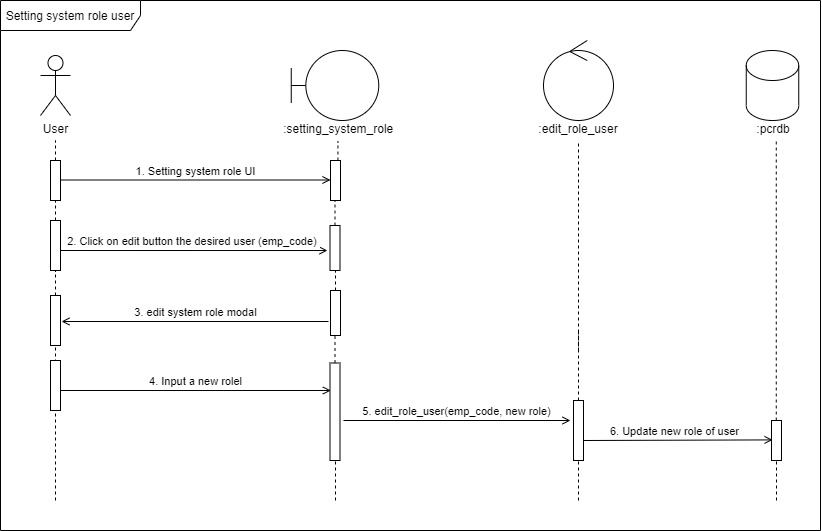 Setting system role user
User
:setting_system_role
:edit_role_user
:pcrdb
1. Setting system role UI
2. Click on edit button the desired user (emp_code)
3. edit system role modal
4. Input a new rolel
5. edit_role_user(emp_code, new role)
6. Update new role of user